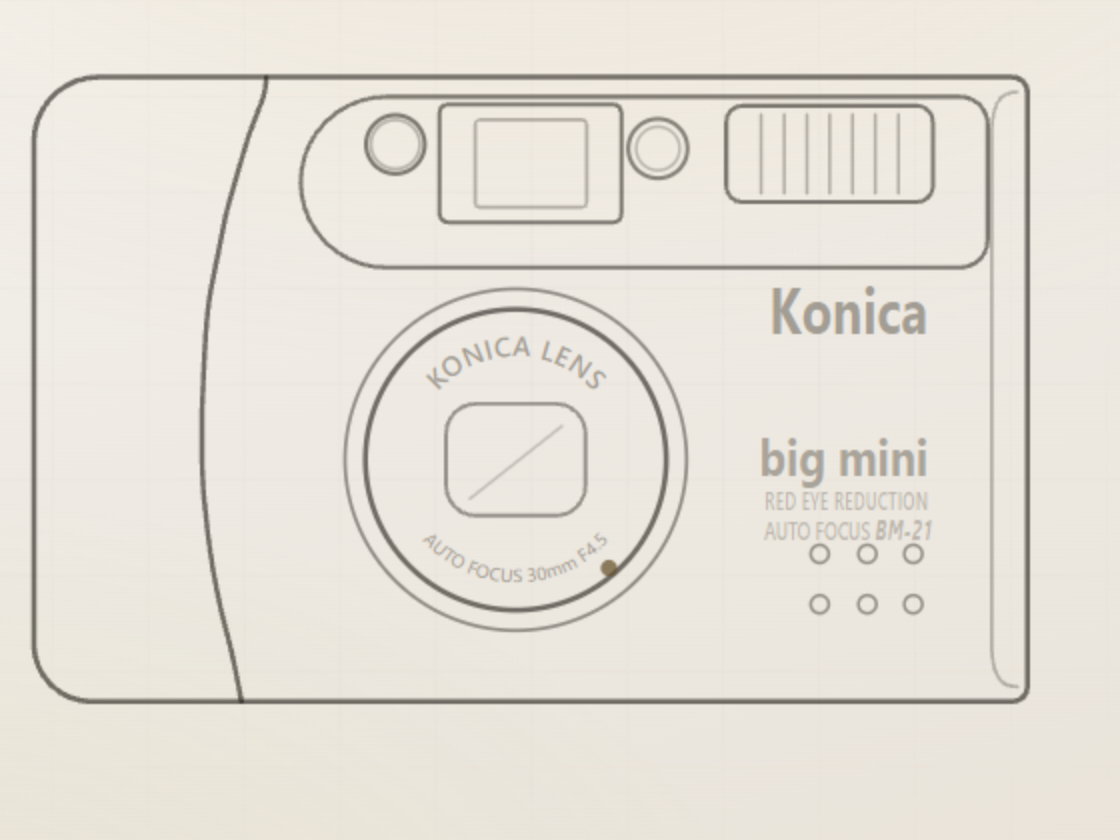 Konica
KONICA LENS
big mini
RED EYE REDUCTION
AUTO FOCUS BM-21
AUTO FOCUS 30mm F4.5